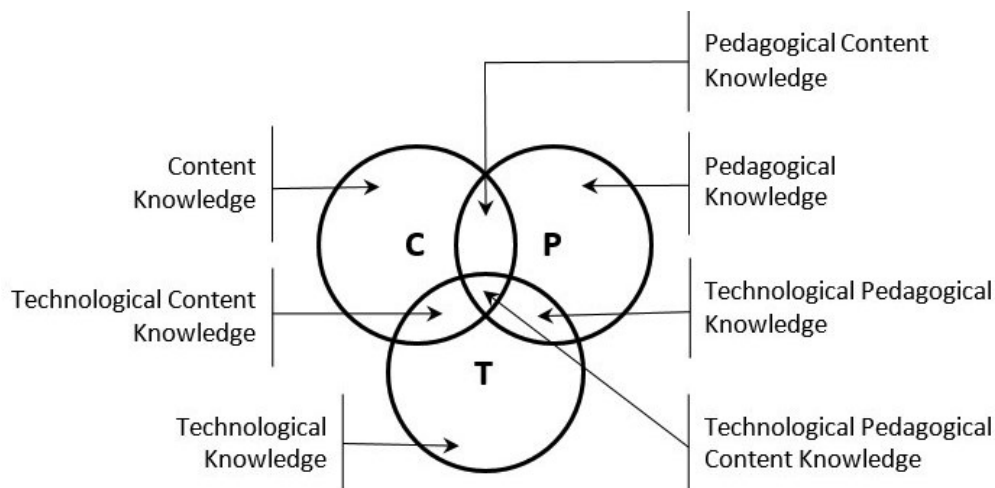 Pedagogical Content
Knowledge
Content
Knowledge
Pedagogical
Knowledge
C
P
Technological Content
Knowledge
Technological Pedagogical
Knowledge
T
Technological
Knowledge
Technological Pedagogical
Content Knowledge